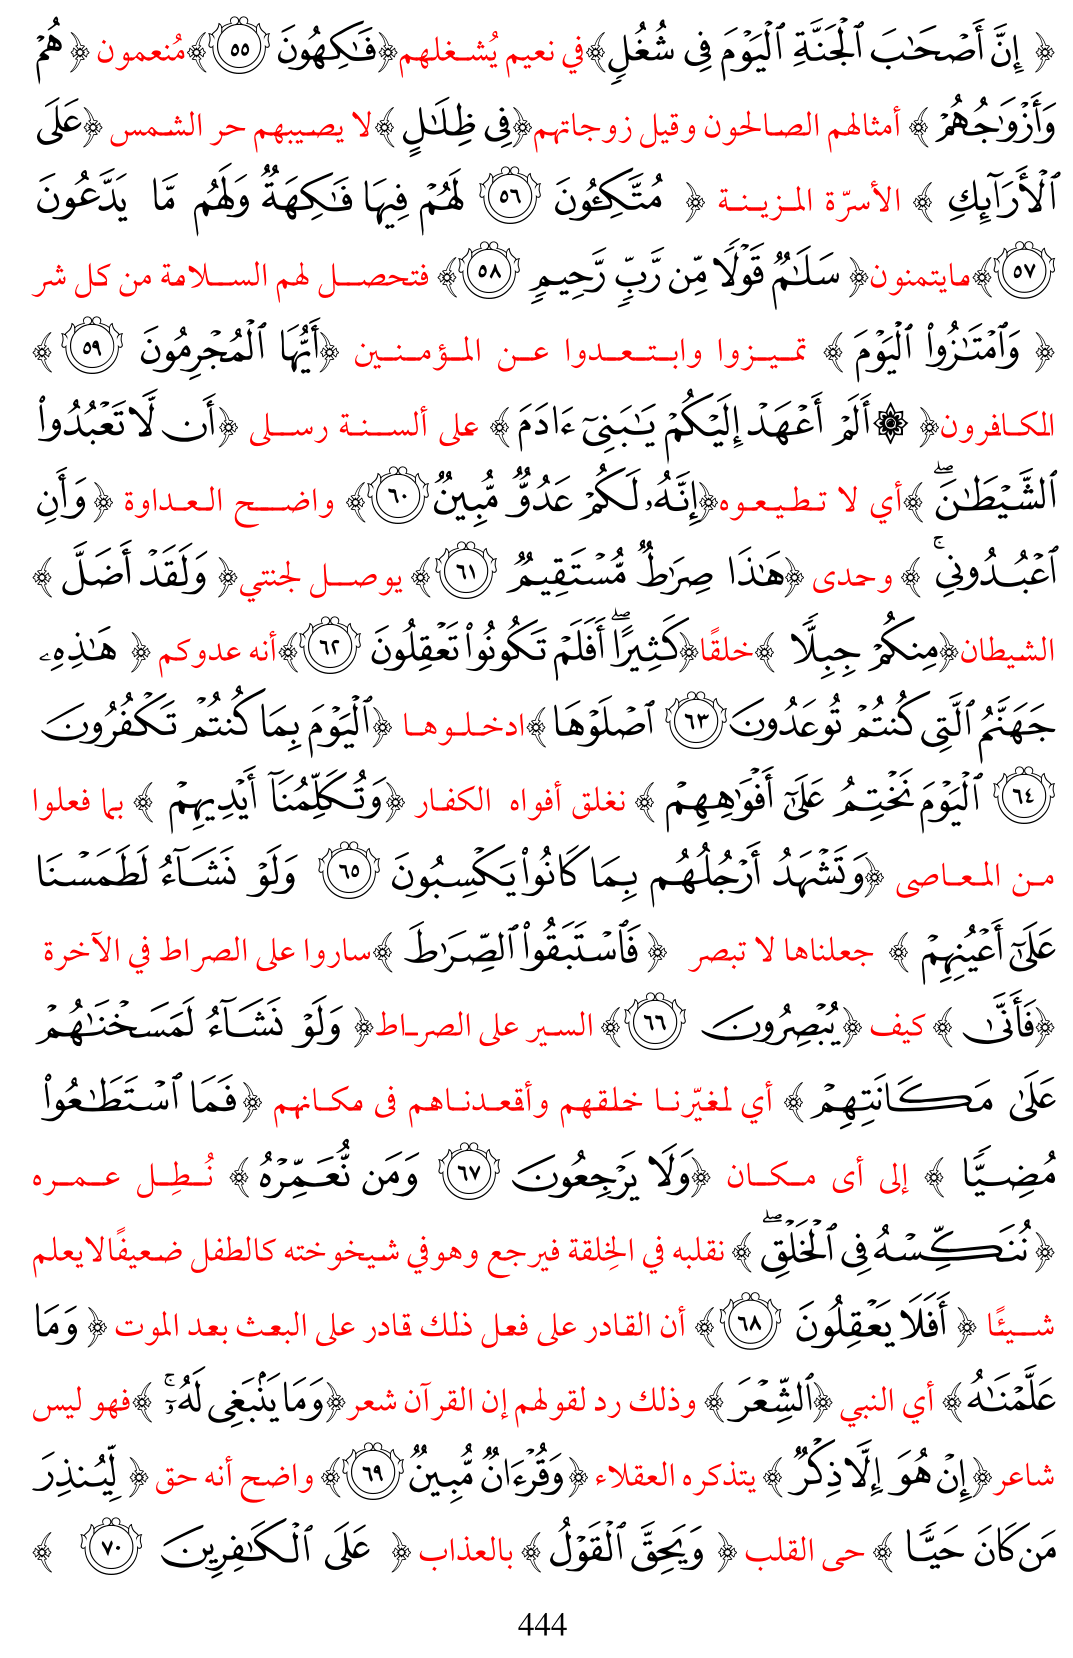 ﴿ إِنَّ أَصْحَٰبَ ٱلْجَنَّةِ ٱلْيَوْمَ فِى شُغُلٍ﴾في نعيم يُشغلهم﴿فَٰكِهُونَ ٥٥﴾مُنعمون ﴿ هُمْ
وَأَزْوَٰجُهُمْ ﴾ أمثالهم الصالحون وقيل زوجاتهم﴿فِى ظِلَٰلٍ ﴾لا يصيبهم حر الشمس ﴿عَلَى
ٱلْأَرَآئِكِ ﴾ الأسرّة المزينة ﴿ مُتَّكِـُٔونَ ٥٦ لَهُمْ فِيهَا فَٰكِهَةٌ وَلَهُم مَّا يَدَّعُونَ
٥٧﴾مايتمنون﴿ سَلَٰمٌ قَوْلًا مِّن رَّبٍّ رَّحِيمٍ ٥٨﴾ فتحصل لهم السلامة من كل شر
﴿ وَٱمْتَٰزُوا۟ ٱلْيَوْمَ ﴾ تميزوا وابتعدوا عن المؤمنين ﴿أَيُّهَا ٱلْمُجْرِمُونَ ٥٩ ﴾
الكافرون﴿ ۞أَلَمْ أَعْهَدْ إِلَيْكُمْ يَٰبَنِىٓ ءَادَمَ ﴾ على ألسنة رسلى ﴿أَن لَّا تَعْبُدُوا۟
ٱلشَّيْطَٰنَۖ ﴾أي لا تطيعوه﴿إِنَّهُۥ لَكُمْ عَدُوٌّ مُّبِينٌ ٦٠﴾ واضح العداوة ﴿ وَأَنِ
ٱعْبُدُونِىۚ ﴾ وحمدى ﴿هَٰذَا صِرَٰطٌ مُّسْتَقِيمٌ ٦١﴾ يوصل لجنتي﴿ وَلَقَدْ أَضَلَّ ﴾
الشيطان﴿مِنكُمْ جِبِلًّا ﴾خلقًا﴿كَثِيرًاۖ أَفَلَمْ تَكُونُوا۟ تَعْقِلُونَ ٦٢﴾أنه عدوكم ﴿ هَٰذِهِۦ
جَهَنَّمُ ٱلَّتِى كُنتُمْ تُوعَدُونَ ٦٣ ٱصْلَوْهَا ﴾ادخلوها ﴿ٱلْيَوْمَ بِمَا كُنتُمْ تَكْفُرُونَ
٦٤ ٱلْيَوْمَ نَخْتِمُ عَلَىٰٓ أَفْوَٰهِهِمْ ﴾ نغلق أفواه الكفار ﴿وَتُكَلِّمُنَآ أَيْدِيهِمْ ﴾ بما فعلوا
من المعاصى ﴿وَتَشْهَدُ أَرْجُلُهُم بِمَا كَانُوا۟ يَكْسِبُونَ ٦٥ وَلَوْ نَشَآءُ لَطَمَسْنَا
عَلَىٰٓ أَعْيُنِهِمْ ﴾ جعلناها لا تبصر ﴿ فَٱسْتَبَقُوا۟ ٱلصِّرَٰطَ ﴾ساروا على الصراط في الآخرة
﴿فَأَنَّىٰ ﴾ كيف ﴿يُبْصِرُونَ ٦٦﴾ السير على الصراط﴿ وَلَوْ نَشَآءُ لَمَسَخْنَٰهُمْ
عَلَىٰ مَكَانَتِهِمْ ﴾ أي لمغيّرنا خلقهم وأقعدناهم فى مكانهم ﴿فَمَا ٱسْتَطَٰعُوا۟
مُضِيًّا ﴾ إلى أى مكان ﴿وَلَا يَرْجِعُونَ ٦٧ وَمَن نُّعَمِّرْهُ ﴾ نُطِل عمره
﴿ نُنَكِّسْهُ فِى ٱلْخَلْقِۖ ﴾ نقلبه في الخِلقة فيرجع وهوفي شيخوخته كالطفل ضعيفًالايعلم
شيئًا ﴿ أَفَلَا يَعْقِلُونَ ٦٨﴾ أن القادر على فعل ذلك قادر على البعث بعد الموت ﴿ وَمَا
عَلَّمْنَٰهُ ﴾ أي النبي ﴿ٱلشِّعْرَ ﴾ وذلك رد لقولهم إن القرآن شعر﴿وَمَا يَنۢبَغِى لَهُۥٓۚ ﴾فهو ليس
شاعر﴿إِنْ هُوَ إِلَّا ذِكْرٌ ﴾ يتذكره العقلاء ﴿وَقُرْءَانٌ مُّبِينٌ ٦٩﴾ واضح أنه حق ﴿ لِّيُنذِرَ
مَن كَانَ حَيًّا ﴾ حى القلب ﴿ وَيَحِقَّ ٱلْقَوْلُ ﴾ بالعذاب ﴿ عَلَى ٱلْكَٰفِرِينَ ٧٠ ﴾
444